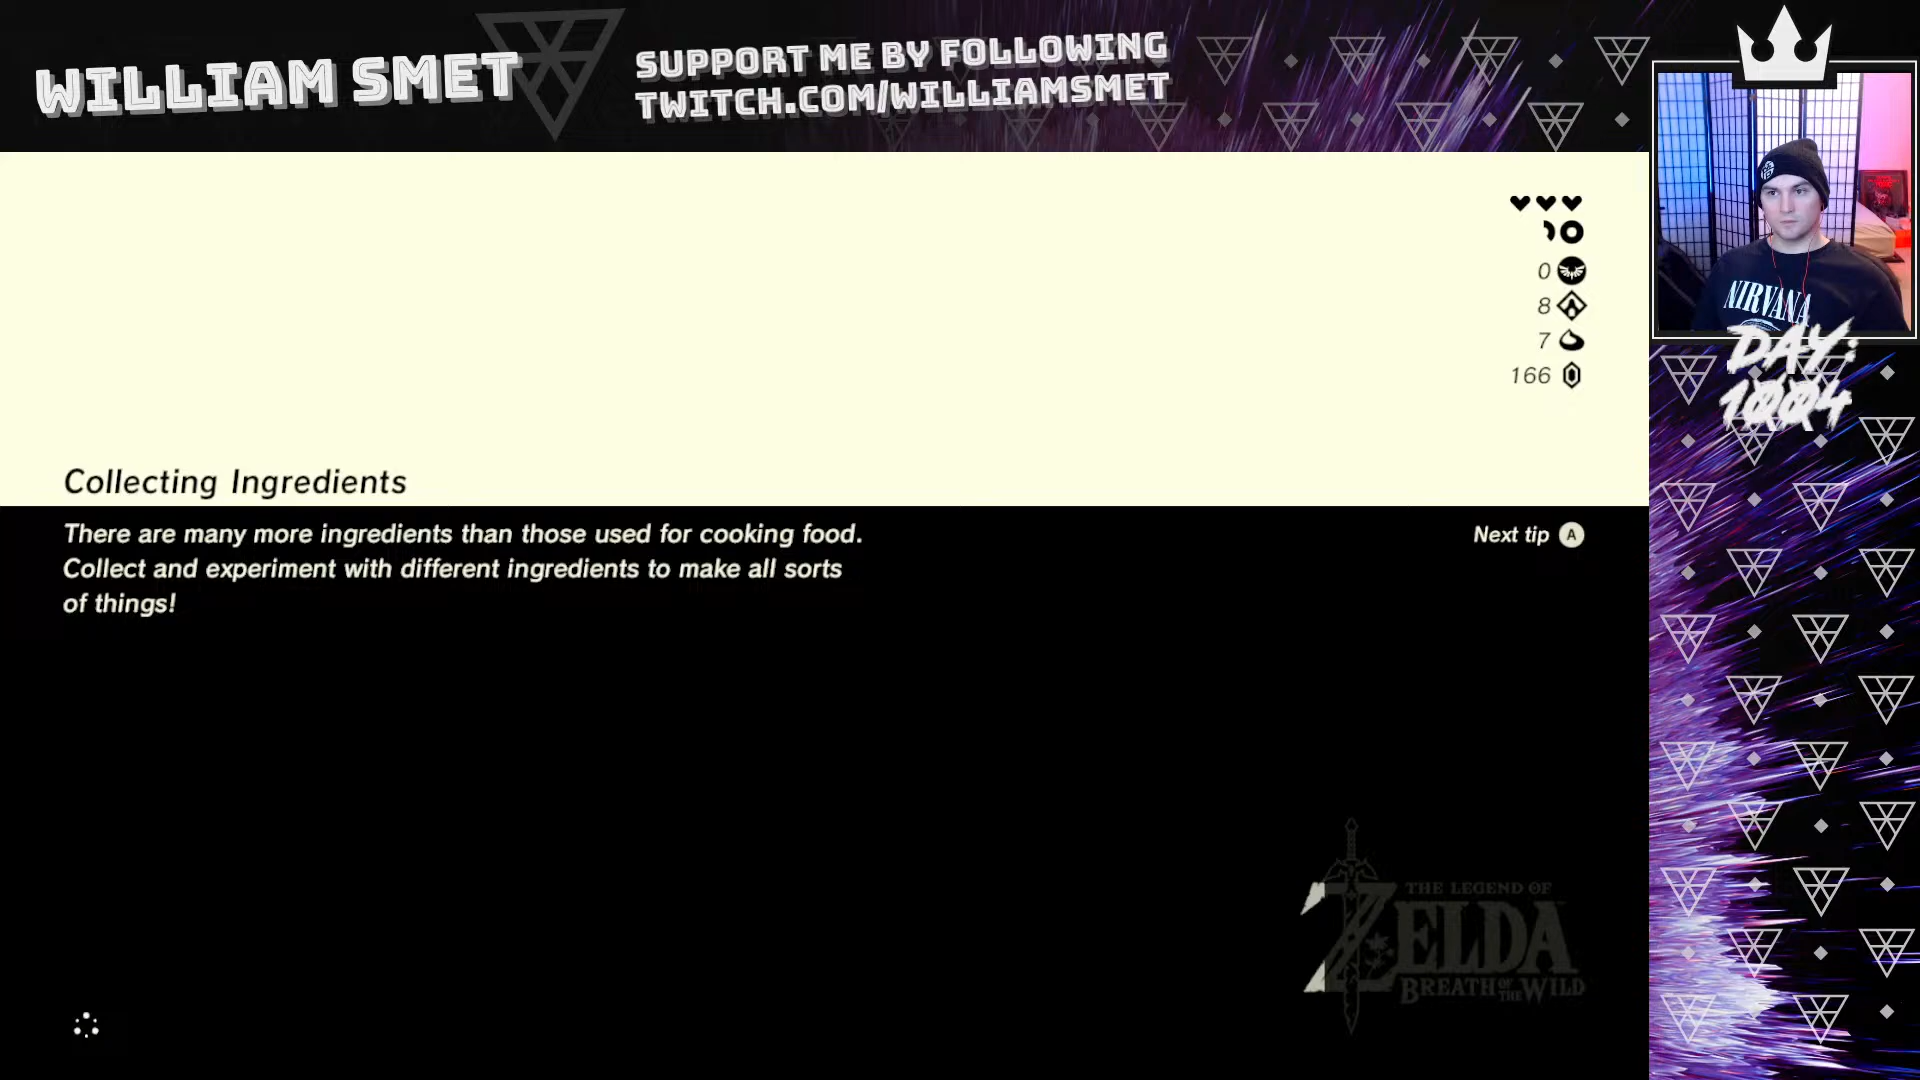 WILLIAM SMET
SUPPORT ME BY FOLLOWING
TWITCH.COM/WILLIAMSMET
0
8
7
166
NIRVANA
DAY:
1004
Collecting Ingredients
There are many more ingredients than those used for cooking food.
Collect and experiment with different ingredients to make all sorts
of things!
Next tip A
THE LEGEND OF
ZELDA
BREATH OF THE WILD